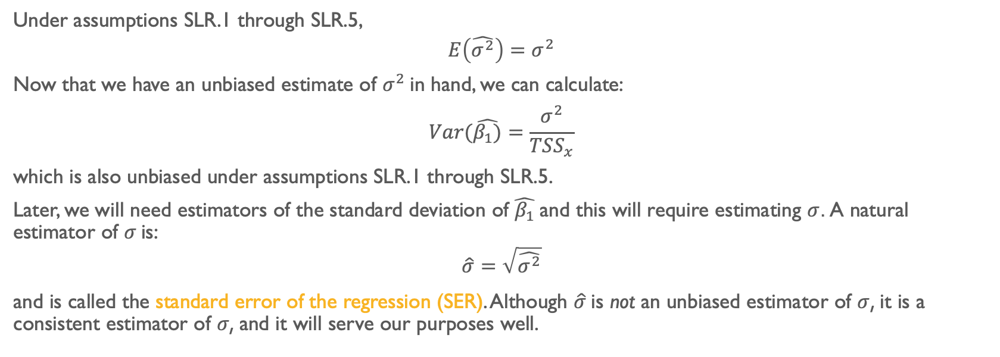 Under assumptions SLR.1 through SLR.5,
$E(\widehat{\sigma^2}) = \sigma^2$
Now that we have an unbiased estimate of $\sigma^2$ in hand, we can calculate:
$Var(\widehat{\beta_1}) = \frac{\sigma^2}{TSS_x}$
which is also unbiased under assumptions SLR.1 through SLR.5.
Later, we will need estimators of the standard deviation of $\widehat{\beta_1}$ and this will require estimating $\sigma$. A natural
estimator of $\sigma$ is:
$\hat{\sigma} = \sqrt{\widehat{\sigma^2}}$
and is called the standard error of the regression (SER). Although $\hat{\sigma}$ is not an unbiased estimator of $\sigma$, it is a
consistent estimator of $\sigma$, and it will serve our purposes well.